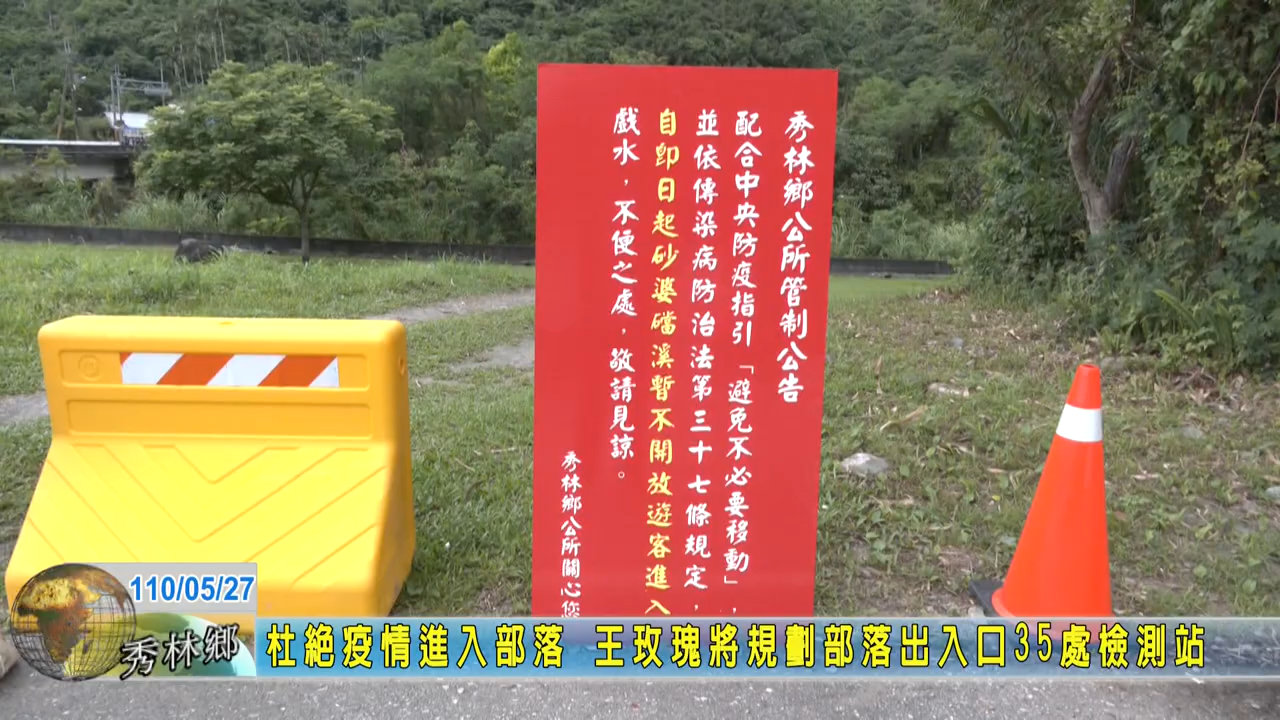 秀林鄉公所管制公告
配合中央防疫指引「避免不必要移動」，
並依傳染病防治法第三十七條規定，
自即日起砂婆礑溪暫不開放遊客進入
戲水，不便之處，敬請見諒。
秀林鄉公所關心您
110/05/27
秀林鄉
杜絕疫情進入部落 王玫瑰將規劃部落出入口35處檢測站